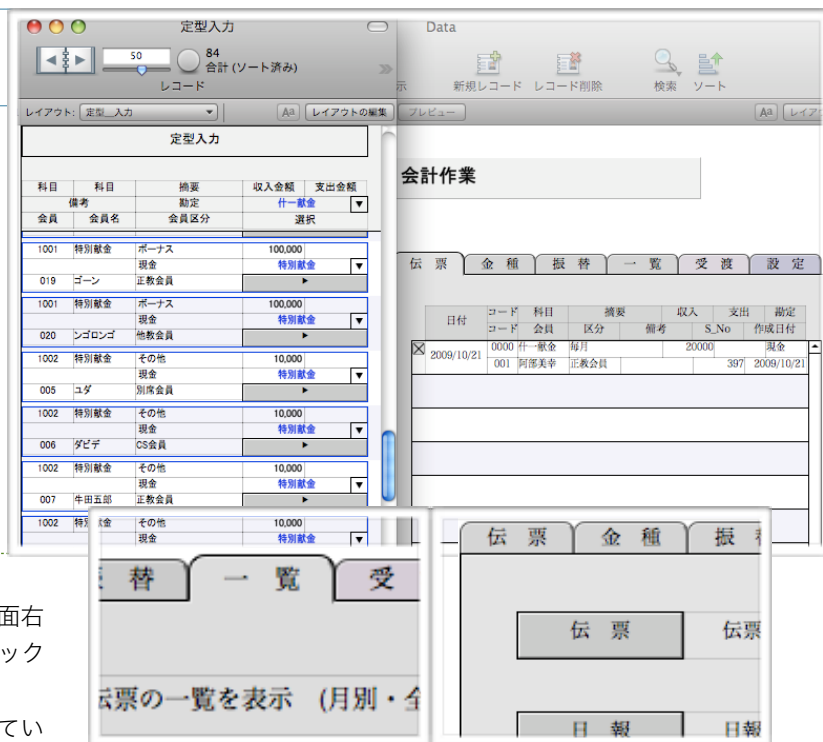 定型入力
50
84
合計 (ソート済み)
レコード
レイアウト: 定型__入力
Aa
レイアウトの編集
定型入力
科目 科目 摘要 収入金額 支出金額
備考 勘定 什一献金
会員 会員名 会員区分 選択
1001 特別献金 ボーナス 100,000
現金 特別献金
019 ゴーン 正教会員
1001 特別献金 ボーナス 100,000
現金 特別献金
020 ンゴロンゴ 他教会員
1002 特別献金 その他 10,000
現金 特別献金
005 ユダ 別席会員
1002 特別献金 その他 10,000
現金 特別献金
006 ダビデ CS会員
1002 特別献金 その他 10,000
現金 特別献金
007 牛田五郎 正教会員
1002 その他 10,000
現金 特別献金
Data
新規レコード レコード削除 検索 ソート
プレビュー
Aa
会計作業
伝 票 金 種 振 替 一 覧 受 渡 設 定
日付 コード 科目 摘要 収入 支出 勘定
コード 会員 区分 備考 S_No 作成日付
2009/10/21 0000 什一献金 毎月 20000 現金
001 阿部美幸 正教会員 397 2009/10/21
替 一 覧 受
伝票の一覧を表示 (月別・全
伝 票 金 種 振
伝 票 伝票
日 報 日報
面右
ック
てい